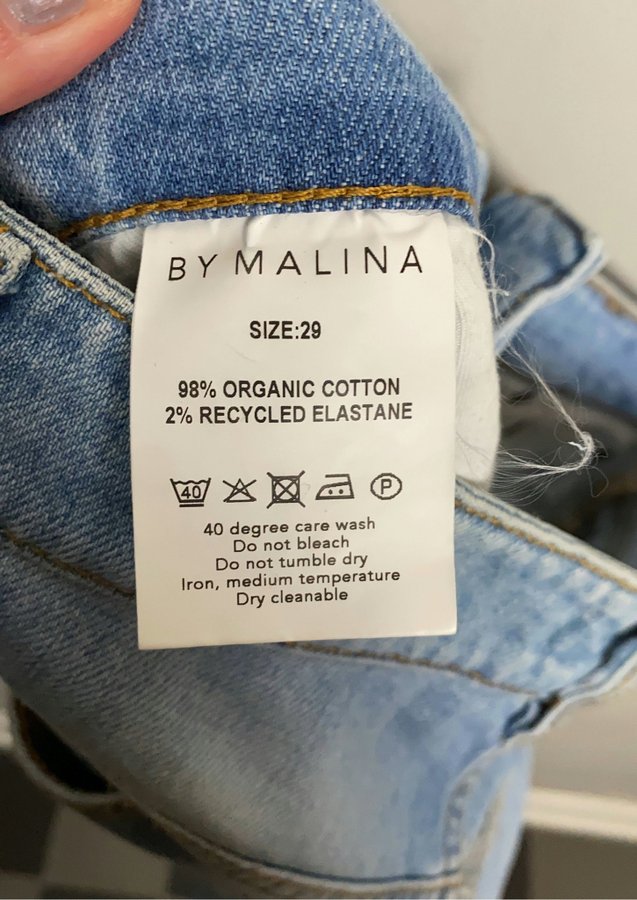 BY MALINA
SIZE:29
98% ORGANIC COTTON
2% RECYCLED ELASTANE
40 P
40 degree care wash
Do not bleach
Do not tumble dry
Iron, medium temperature
Dry cleanable